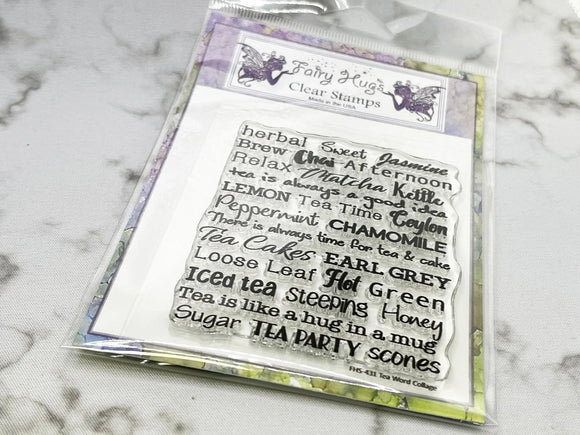 Fairy Hugs
Clear Stamps
Made in the USA
herbal Sweet Jasmine
Brew Chai Afternoon
Relax Matcha Kettle
tea is always a good idea
LEMON Tea Time Ceylon
Peppermint CHAMOMILE
There is always time for tea & cake
Tea Cakes EARL GREY
Loose Leaf Hot Green
Iced tea Steeping Honey
Tea is like a hug in a mug
Sugar TEA PARTY scones
FHS-431 Tea Word Collage